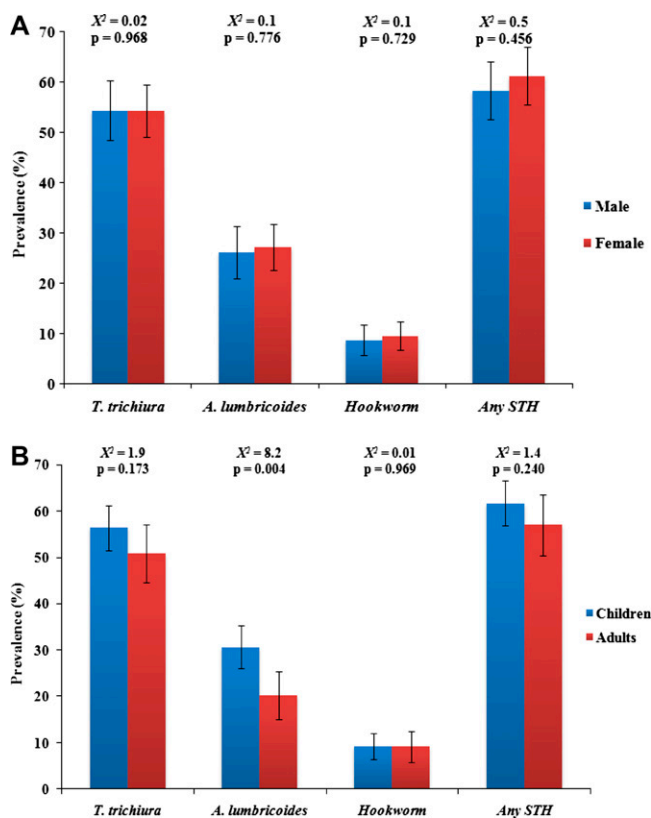 A
X² = 0.02 X² = 0.1 X² = 0.1 X² = 0.5
p = 0.968 p = 0.776 p = 0.729 p = 0.456
70
60
50
40
30
20
10
0
Prevalence (%)
Male
Female
T. trichiura A. lumbricoides Hookworm Any STH
B
X² = 1.9 X² = 8.2 X² = 0.01 X² = 1.4
p = 0.173 p = 0.004 p = 0.969 p = 0.240
70
60
50
40
30
20
10
0
Prevalence (%)
Children
Adults
T. trichiura A. lumbricoides Hookworm Any STH